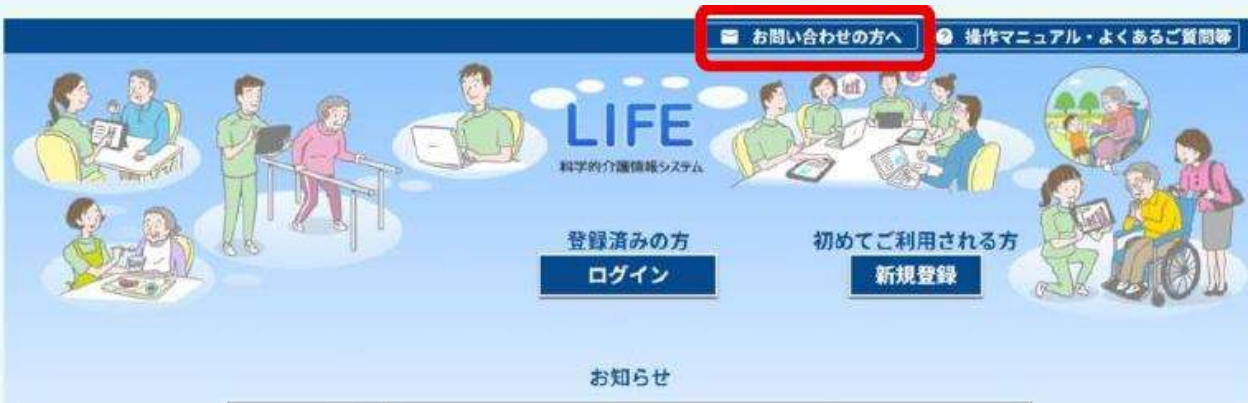 お問い合わせの方へ
操作マニュアル・よくあるご質問等
LIFE
科学的介護情報システム
登録済みの方
初めてご利用される方
ログイン
新規登録
お知らせ